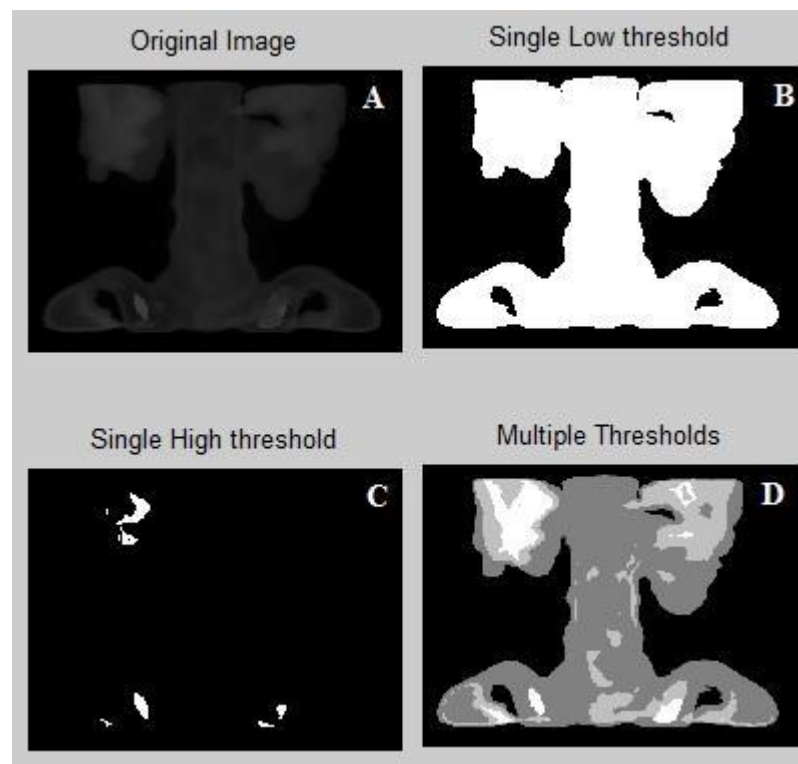 Original Image
A
Single Low threshold
B
Single High threshold
C
Multiple Thresholds
D